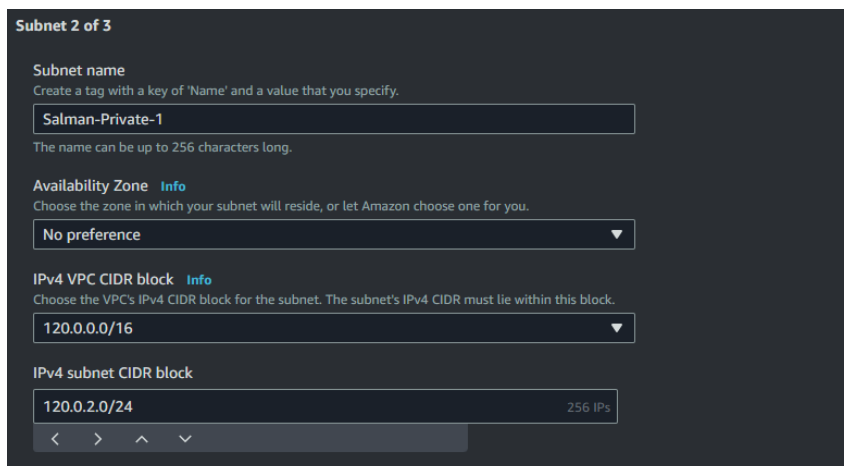 Subnet 2 of 3
Subnet name
Create a tag with a key of 'Name' and a value that you specify.
Salman-Private-1
The name can be up to 256 characters long.
Availability Zone Info
Choose the zone in which your subnet will reside, or let Amazon choose one for you.
No preference
IPv4 VPC CIDR block Info
Choose the VPC's IPv4 CIDR block for the subnet. The subnet's IPv4 CIDR must lie within this block.
120.0.0.0/16
IPv4 subnet CIDR block
120.0.2.0/24 256 IPs